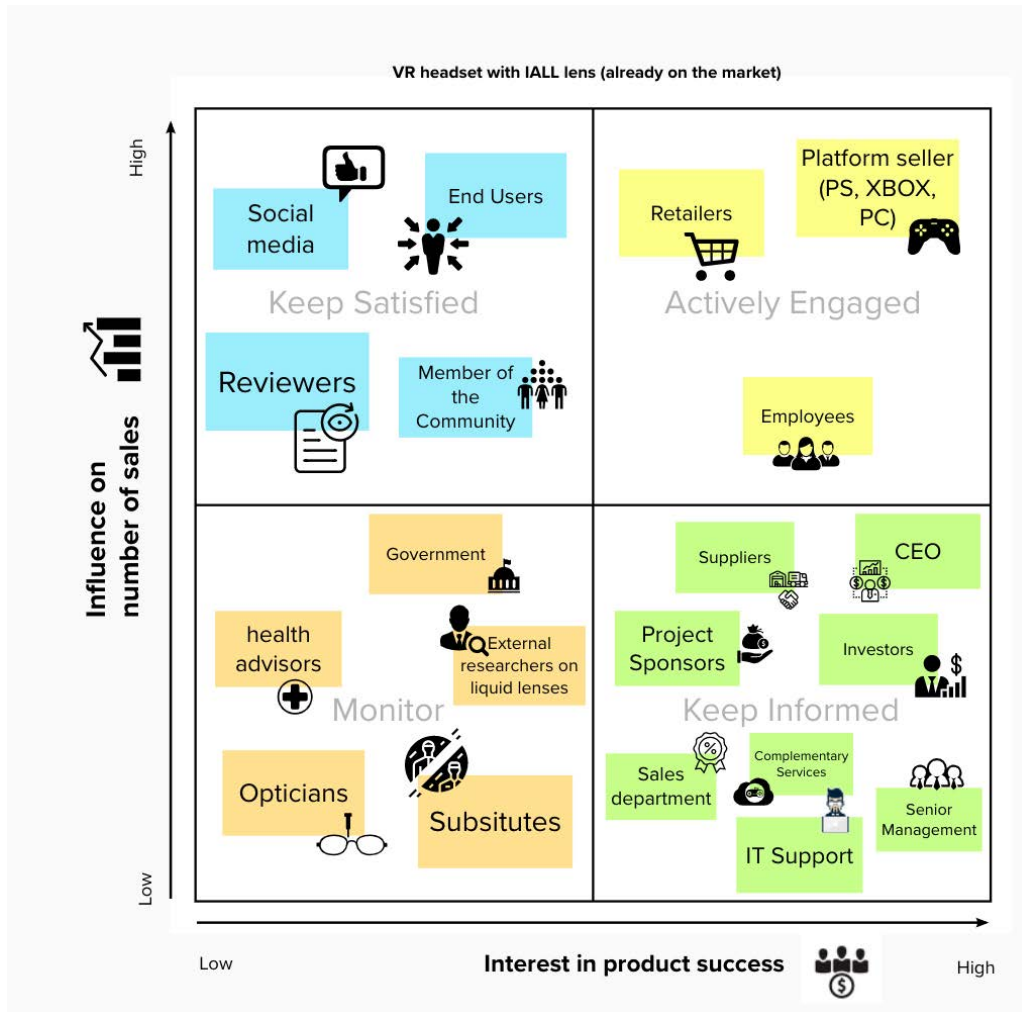 VR headset with IALL lens (already on the market)
High
Social
media
End Users
Keep Satisfied
Reviewers
Member of
the
Community
Retailers
Platform seller
(PS, XBOX,
PC)
Actively Engaged
Employees
Influence on
number of sales
Government
health
advisors
External
researchers on
liquid lenses
Monitor
Opticians
Subsitutes
Suppliers
CEO
Project
Sponsors
Investors
Keep Informed
Sales
department
Complementary
Services
IT Support
Senior
Management
Low
Low
Interest in product success
High